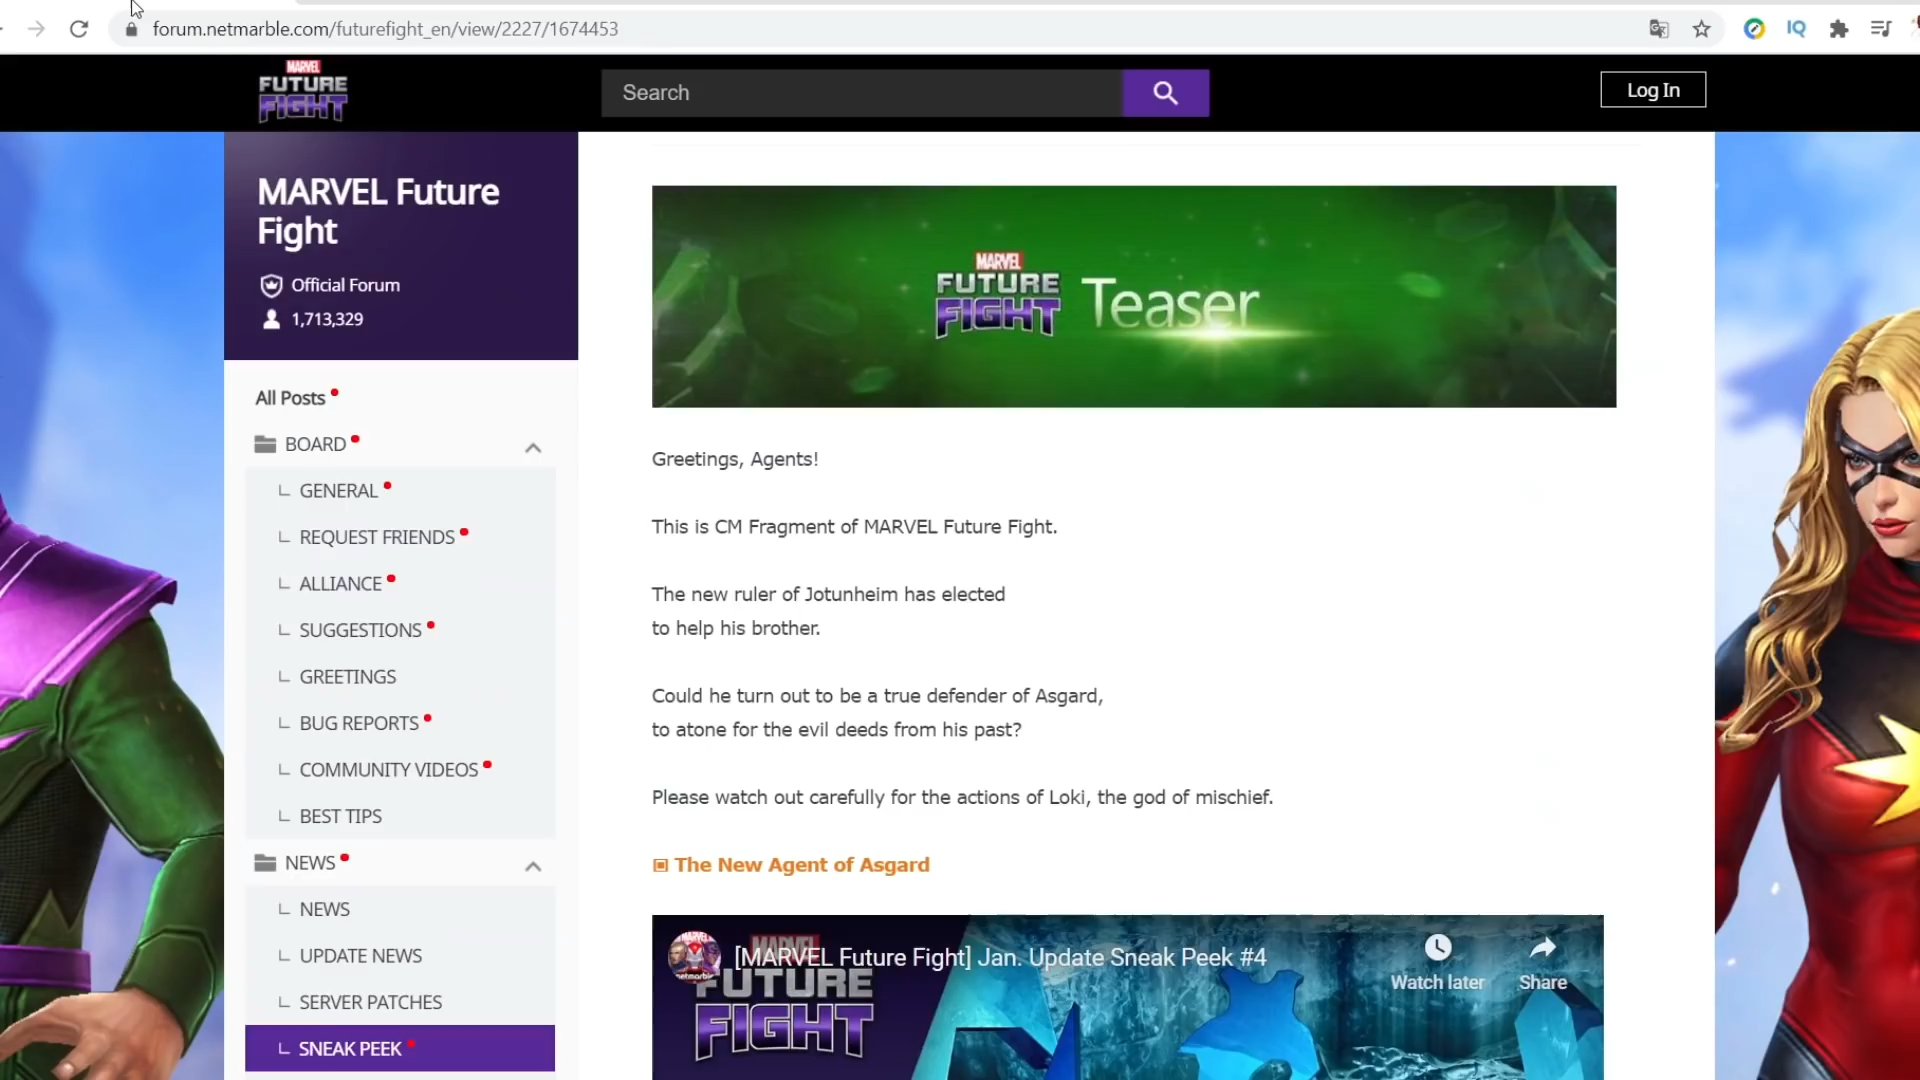 forum.netmarble.com/futurefight_en/view/2227/1674453
IQ
MARVEL
FUTURE
FIGHT
Search
Log In
MARVEL Future
Fight
Official Forum
1,713,329
All Posts
BOARD
GENERAL
REQUEST FRIENDS
ALLIANCE
SUGGESTIONS
GREETINGS
BUG REPORTS
COMMUNITY VIDEOS
BEST TIPS
NEWS
NEWS
UPDATE NEWS
SERVER PATCHES
SNEAK PEEK
MARVEL
FUTURE
FIGHT
Teaser
Greetings, Agents!
This is CM Fragment of MARVEL Future Fight.
The new ruler of Jotunheim has elected
to help his brother.
Could he turn out to be a true defender of Asgard,
to atone for the evil deeds from his past?
Please watch out carefully for the actions of Loki, the god of mischief.
The New Agent of Asgard
[MARVEL Future Fight] Jan. Update Sneak Peek #4
Watch later
Share
MARVEL
FUTURE
FIGHT